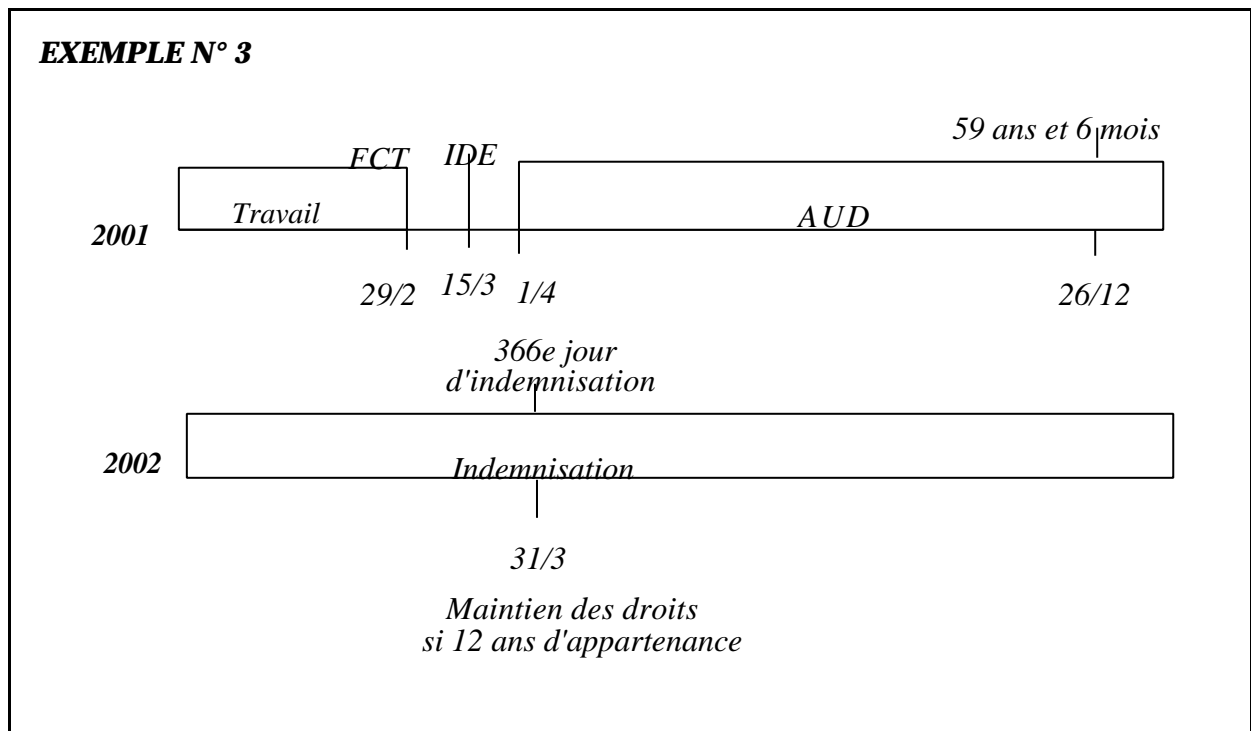 EXEMPLE N° 3
59 ans et 6 mois
FCT IDE
Travail AUD
2001
29/2 15/3 1/4 26/12
366e jour
d'indemnisation
2002 Indemnisation
31/3
Maintien des droits
si 12 ans d'appartenance